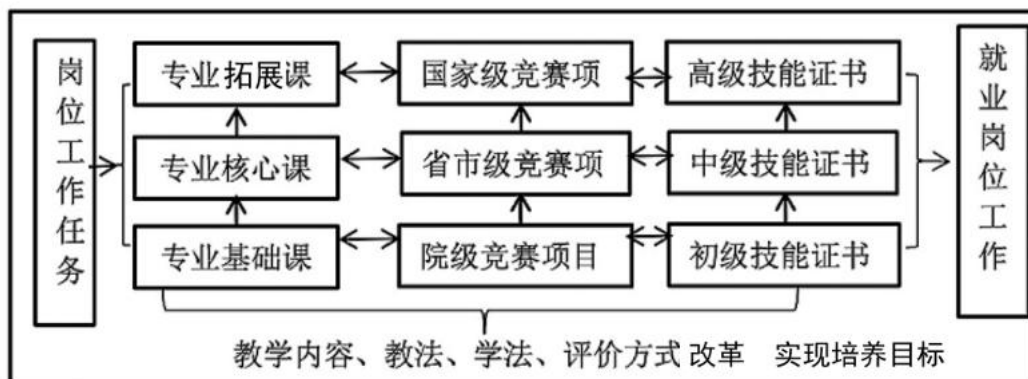 岗位工作任务
专业拓展课
国家级竞赛项
高级技能证书
专业核心课
省市级竞赛项
中级技能证书
专业基础课
院级竞赛项目
初级技能证书
就业岗位工作
教学内容、教法、学法、评价方式改革 实现培养目标